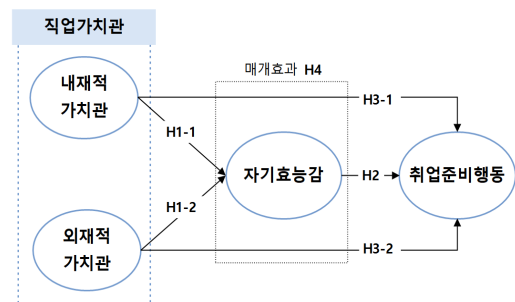 직업가치관
내재적
가치관
매개효과 H4
H3-1
H1-1
자기효능감
H2
취업준비행동
H1-2
외재적
가치관
H3-2